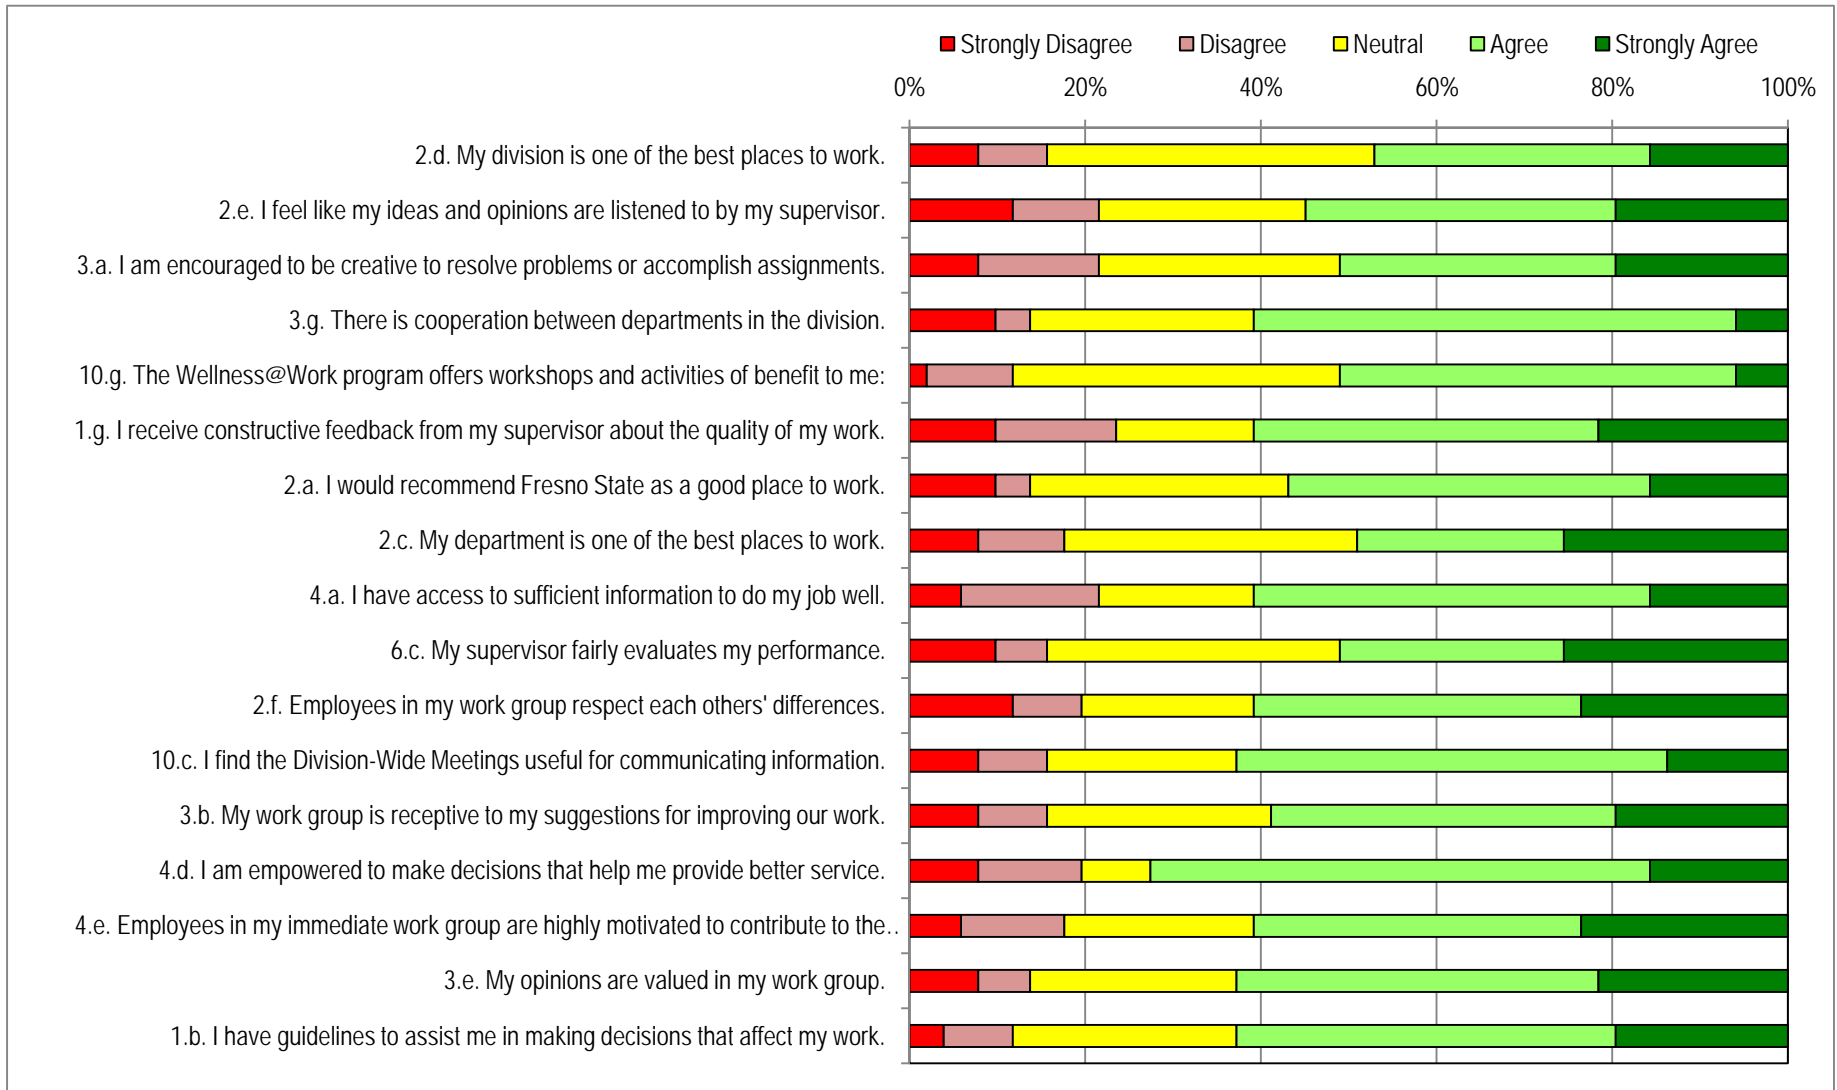 Strongly Disagree Disagree Neutral Agree Strongly Agree
0% 20% 40% 60% 80% 100%
2.d. My division is one of the best places to work.
2.e. I feel like my ideas and opinions are listened to by my supervisor.
3.a. I am encouraged to be creative to resolve problems or accomplish assignments.
3.g. There is cooperation between departments in the division.
10.g. The Wellness@Work program offers workshops and activities of benefit to me:
1.g. I receive constructive feedback from my supervisor about the quality of my work.
2.a. I would recommend Fresno State as a good place to work.
2.c. My department is one of the best places to work.
4.a. I have access to sufficient information to do my job well.
6.c. My supervisor fairly evaluates my performance.
2.f. Employees in my work group respect each others' differences.
10.c. I find the Division-Wide Meetings useful for communicating information.
3.b. My work group is receptive to my suggestions for improving our work.
4.d. I am empowered to make decisions that help me provide better service.
4.e. Employees in my immediate work group are highly motivated to contribute to the..
3.e. My opinions are valued in my work group.
1.b. I have guidelines to assist me in making decisions that affect my work.